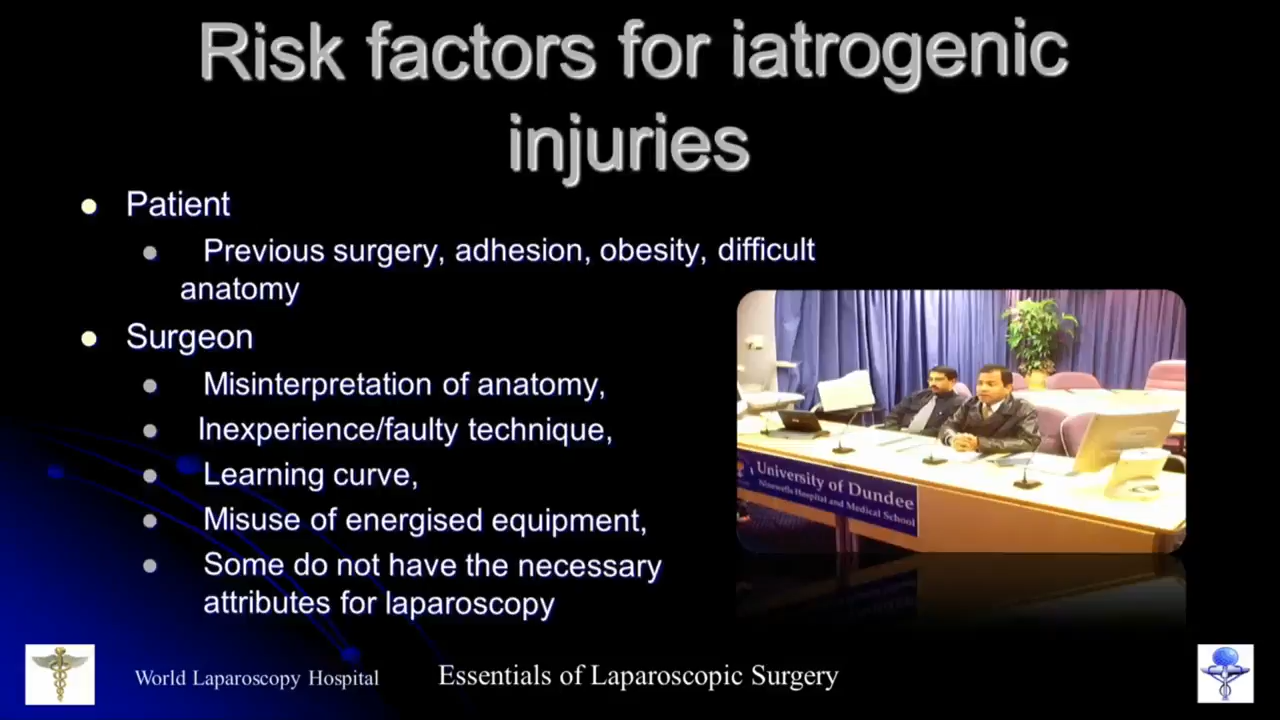 Risk factors for iatrogenic
injuries
Patient
Previous surgery, adhesion, obesity, difficult
anatomy
Surgeon
Misinterpretation of anatomy,
Inexperience/faulty technique,
Learning curve,
Misuse of energised equipment,
Some do not have the necessary
attributes for laparoscopy
University of Dundee
Ninewells Hospital and Medical School
World Laparoscopy Hospital
Essentials of Laparoscopic Surgery